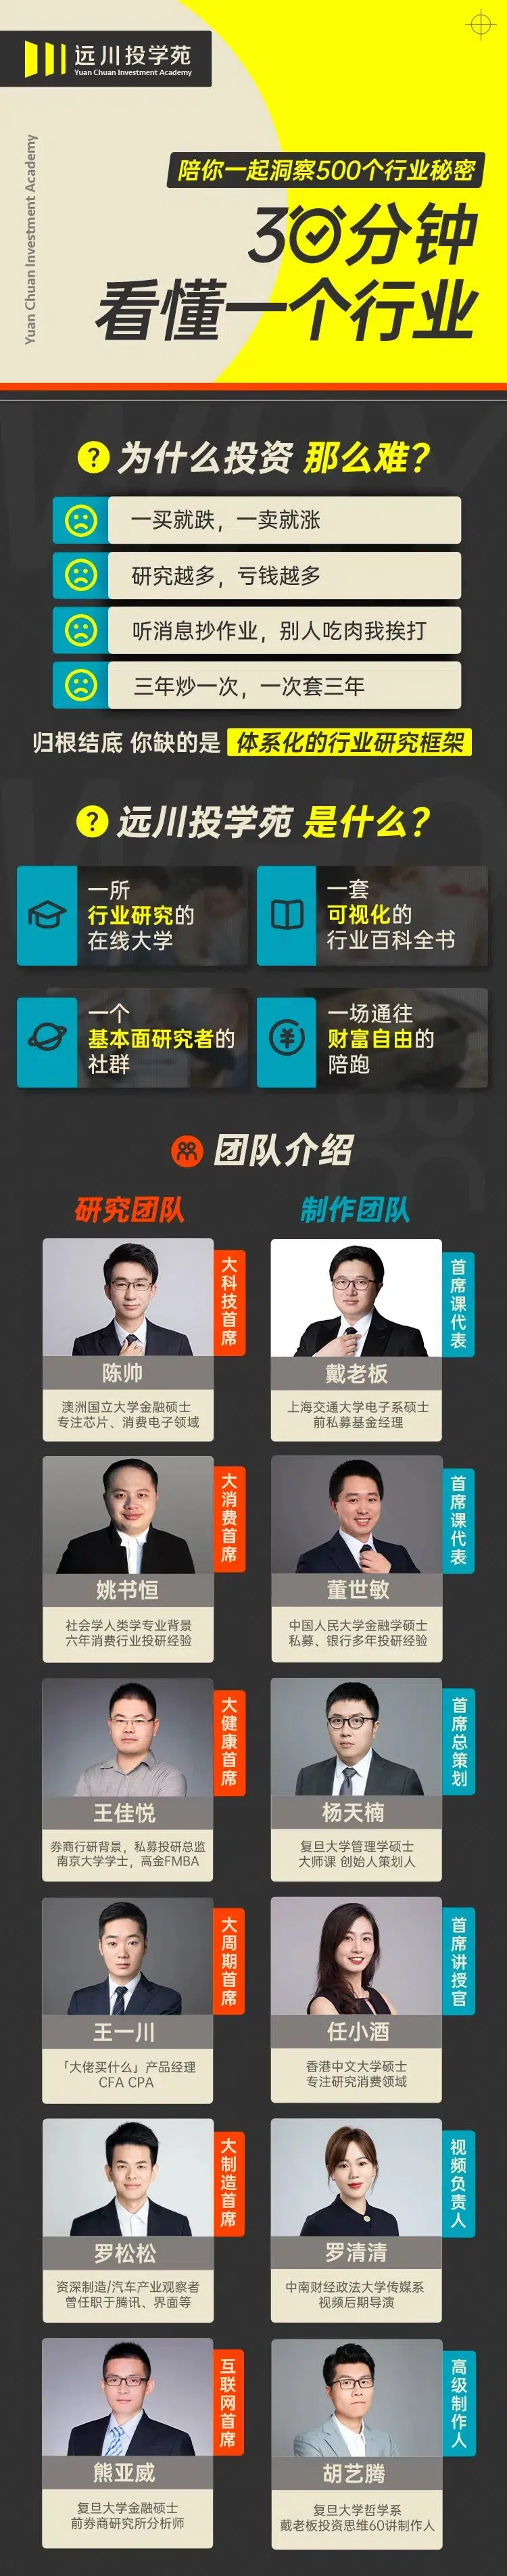 远川投学苑
Yuan Chuan Investment Academy
Yuan Chuan Investment Academy
陪你一起洞察500个行业秘密
30分钟
看懂一个行业
为什么投资 那么难?
一买就跌，一卖就涨
研究越多，亏钱越多
听消息抄作业，别人吃肉我挨打
三年炒一次，一次套三年
归根结底 你缺的是 体系化的行业研究框架
远川投学苑 是什么?
一所
行业研究的
在线大学
一套
可视化的
行业百科全书
一个
基本面研究者的
社群
一场通往
财富自由的
陪跑
团队介绍
研究团队
制作团队
大科技首席
陈帅
澳洲国立大学金融硕士
专注芯片、消费电子领域
首席课代表
戴老板
上海交通大学电子系硕士
前私募基金经理
大消费首席
姚书恒
社会学人类学专业背景
六年消费行业投研经验
首席课代表
董世敏
中国人民大学金融学硕士
私募、银行多年投研经验
大健康首席
王佳悦
券商行研背景，私募投研总监
南京大学学士，高金FMBA
首席总策划
杨天楠
复旦大学管理学硕士
大师课 创始人策划人
大周期首席
王一川
「大佬买什么」产品经理
CFA CPA
首席讲授官
任小酒
香港中文大学硕士
专注研究消费领域
大制造首席
罗松松
资深制造/汽车产业观察者
曾任职于腾讯、界面等
视频负责人
罗清清
中南财经政法大学传媒系
视频后期导演
互联网首席
熊亚威
复旦大学金融硕士
前券商研究所分析师
高级制作人
胡艺腾
复旦大学哲学系
戴老板投资思维60讲制作人